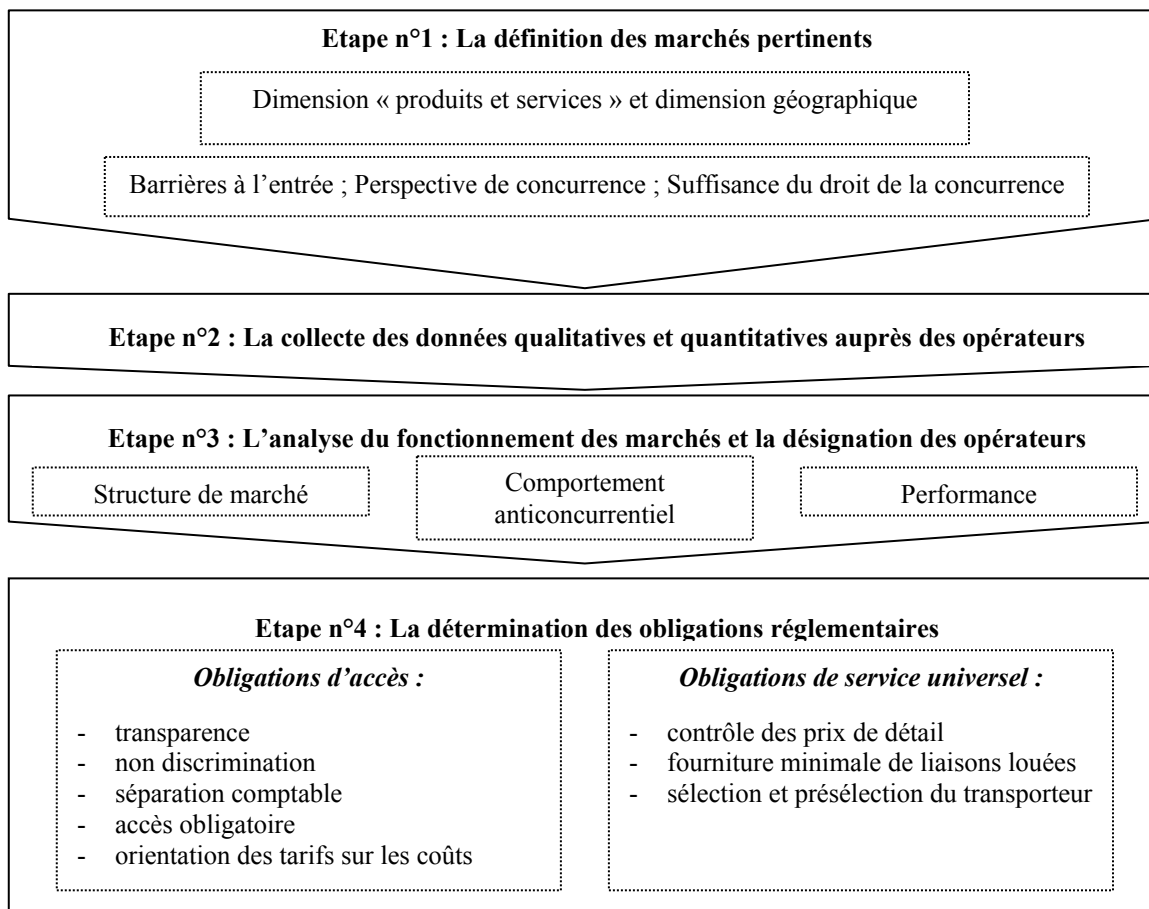 Etape n°1 : La définition des marchés pertinents
Dimension « produits et services » et dimension géographique
Barrières à l’entrée ; Perspective de concurrence ; Suffisance du droit de la concurrence
Etape n°2 : La collecte des données qualitatives et quantitatives auprès des opérateurs
Etape n°3 : L’analyse du fonctionnement des marchés et la désignation des opérateurs
Structure de marché
Comportement
anticoncurrentiel
Performance
Etape n°4 : La détermination des obligations réglementaires
Obligations d’accès :
- transparence
- non discrimination
- séparation comptable
- accès obligatoire
- orientation des tarifs sur les coûts
Obligations de service universel :
- contrôle des prix de détail
- fourniture minimale de liaisons louées
- sélection et présélection du transporteur